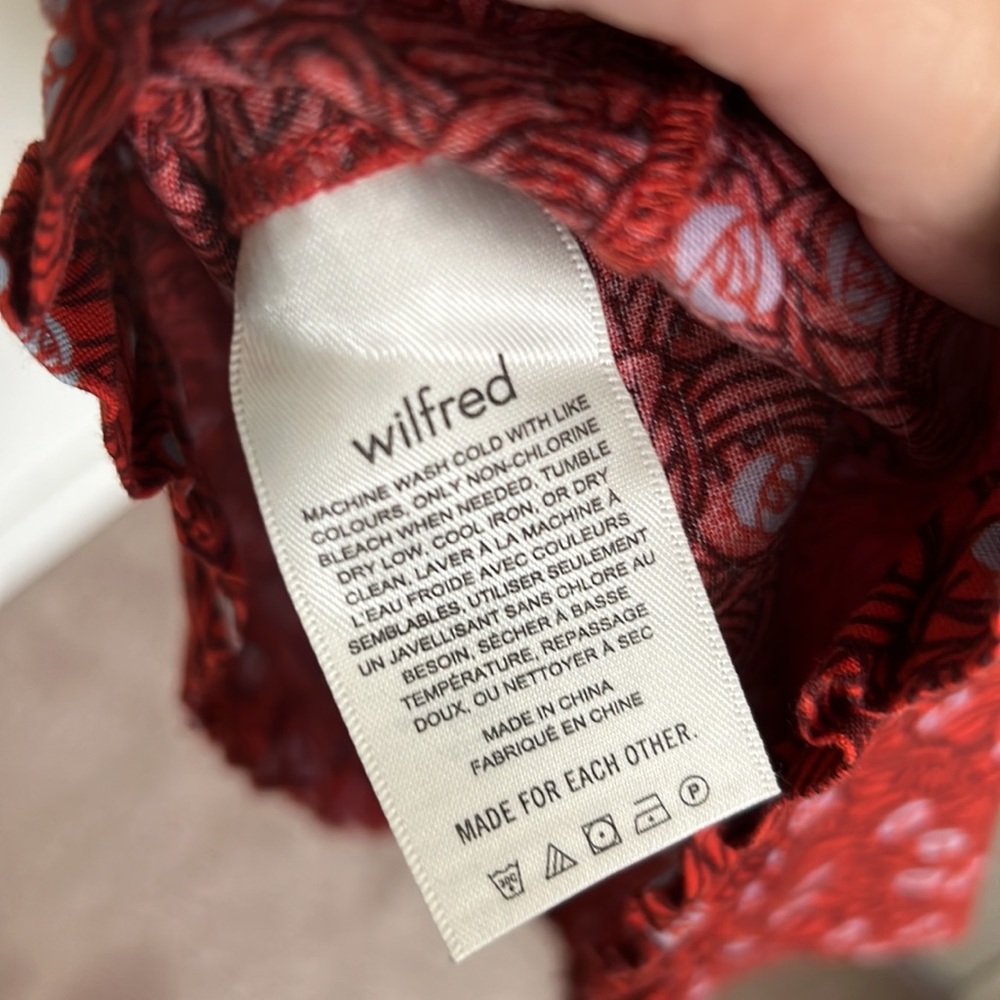 wilfred
MACHINE WASH COLD WITH LIKE
COLOURS, ONLY NON-CHLORINE
BLEACH WHEN NEEDED, TUMBLE
DRY LOW, COOL IRON, OR DRY
CLEAN, LAVER À LA MACHINE À
L'EAU FROIDE AVEC COULEURS
SEMBLABLES, UTILISER SEULEMENT
UN JAVELLISANT SANS CHLORE AU
BESOIN, SÉCHER À BASSE
TEMPÉRATURE, REPASSAGE
DOUX, OU NETTOYER À SEC
MADE IN CHINA
FABRIQUÉ EN CHINE
MADE FOR EACH OTHER.
30C P